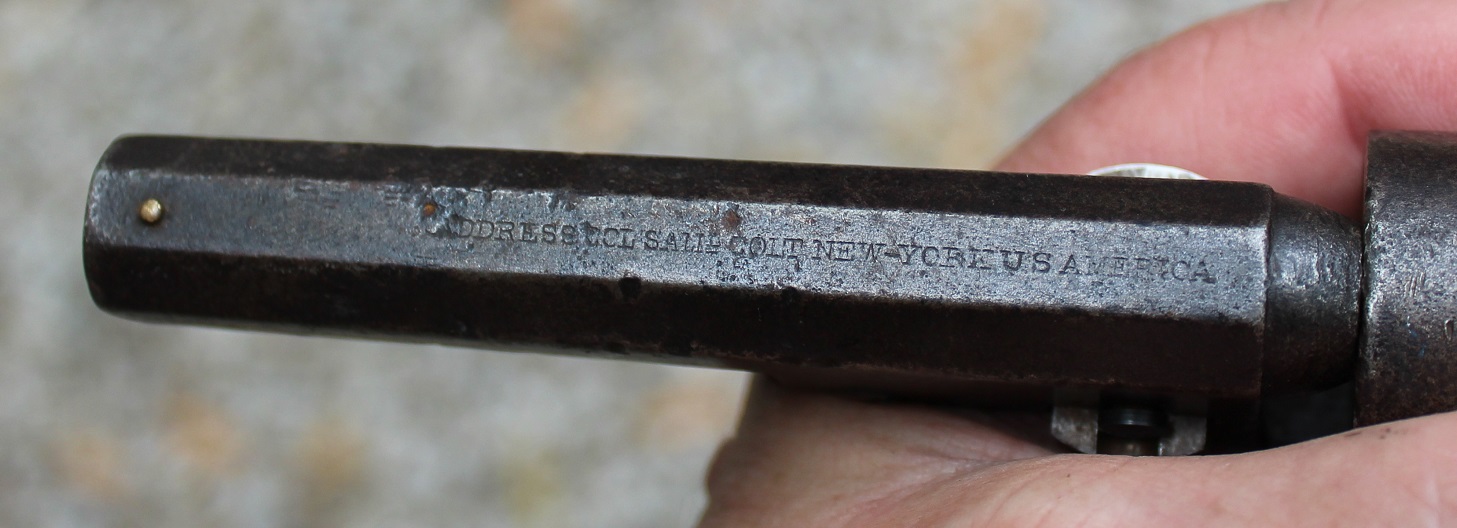 ADDRESS COL SAML COLT NEW-YORK U S AMERICA